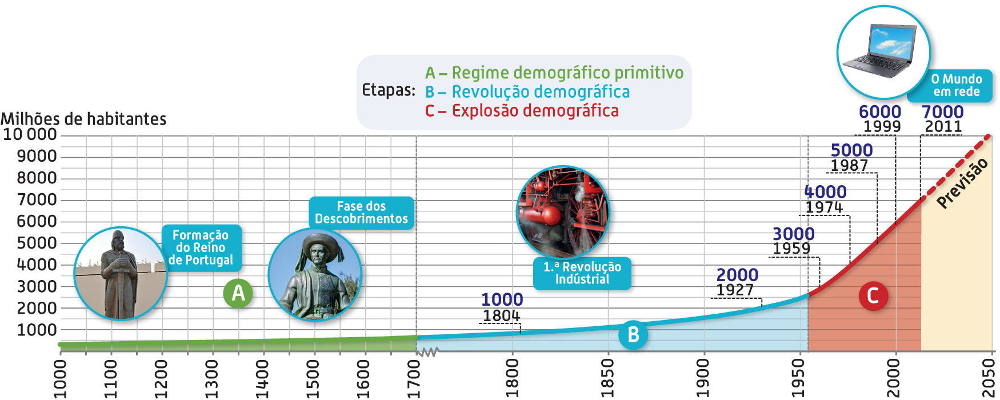 Etapas:
A – Regime demográfico primitivo
B – Revolução demográfica
C – Explosão demográfica
O Mundo
em rede
Milhões de habitantes
10 000
9000
8000
7000
6000
5000
4000
3000
2000
1000
Formação
do Reino
de Portugal
A
Fase dos
Descobrimentos
1.ª Revolução
Indústrial
B
1000
1804
2000
1927
3000
1959
4000
1974
5000
1987
6000
1999
7000
2011
C
Previsão
1000
1100
1200
1300
1400
1500
1600
1700
1800
1850
1900
1950
2000
2050